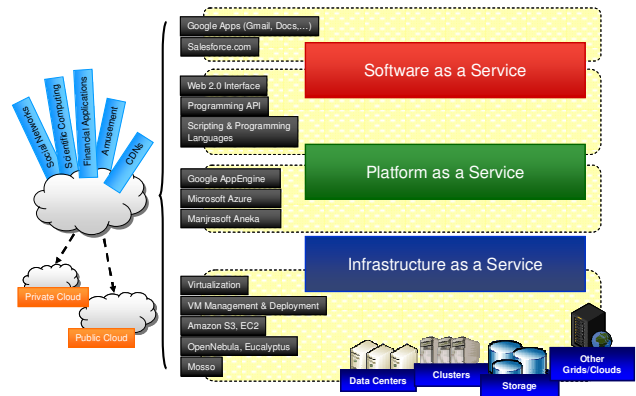 Google Apps (Gmail, Docs,...)
Salesforce.com
Software as a Service
Web 2.0 Interface
Programming API
Scripting & Programming
Languages
Platform as a Service
Google AppEngine
Microsoft Azure
Manjrasoft Aneka
Infrastructure as a Service
Virtualization
VM Management & Deployment
Amazon S3, EC2
OpenNebula, Eucalyptus
Mosso
Data Centers
Clusters
Storage
Other
Grids/Clouds
Social Networks
Scientific Computing
Financial Applications
Amusement
CDNs
Private Cloud
Public Cloud